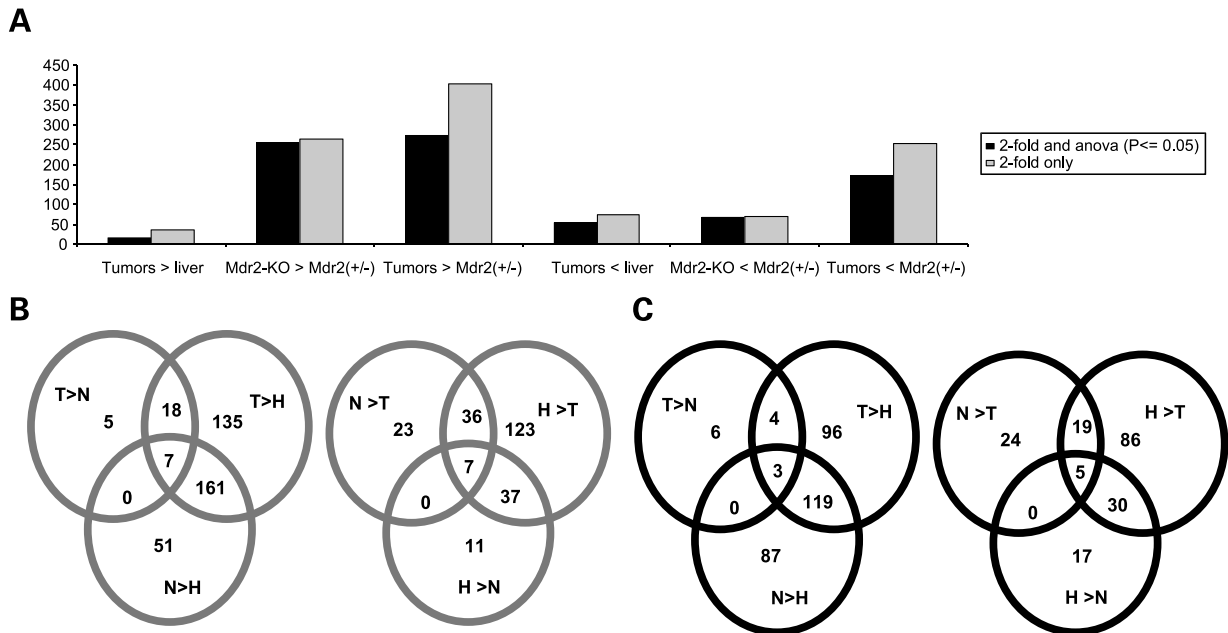 A
450
400
350
300
250
200
150
100
50
0
Tumors > liver
Mdr2-KO > Mdr2(+/-)
Tumors > Mdr2(+/-)
Tumors < liver
Mdr2-KO < Mdr2(+/-)
Tumors < Mdr2(+/-)
2-fold and anova (P<= 0.05)
2-fold only
B
T>N
5
18
135
T>H
7
0
161
51
N>H
N >T
23
36
123
H >T
7
0
37
11
H >N
C
T>N
6
4
96
T>H
3
0
119
87
N>H
N >T
24
19
86
H >T
5
0
30
17
H >N